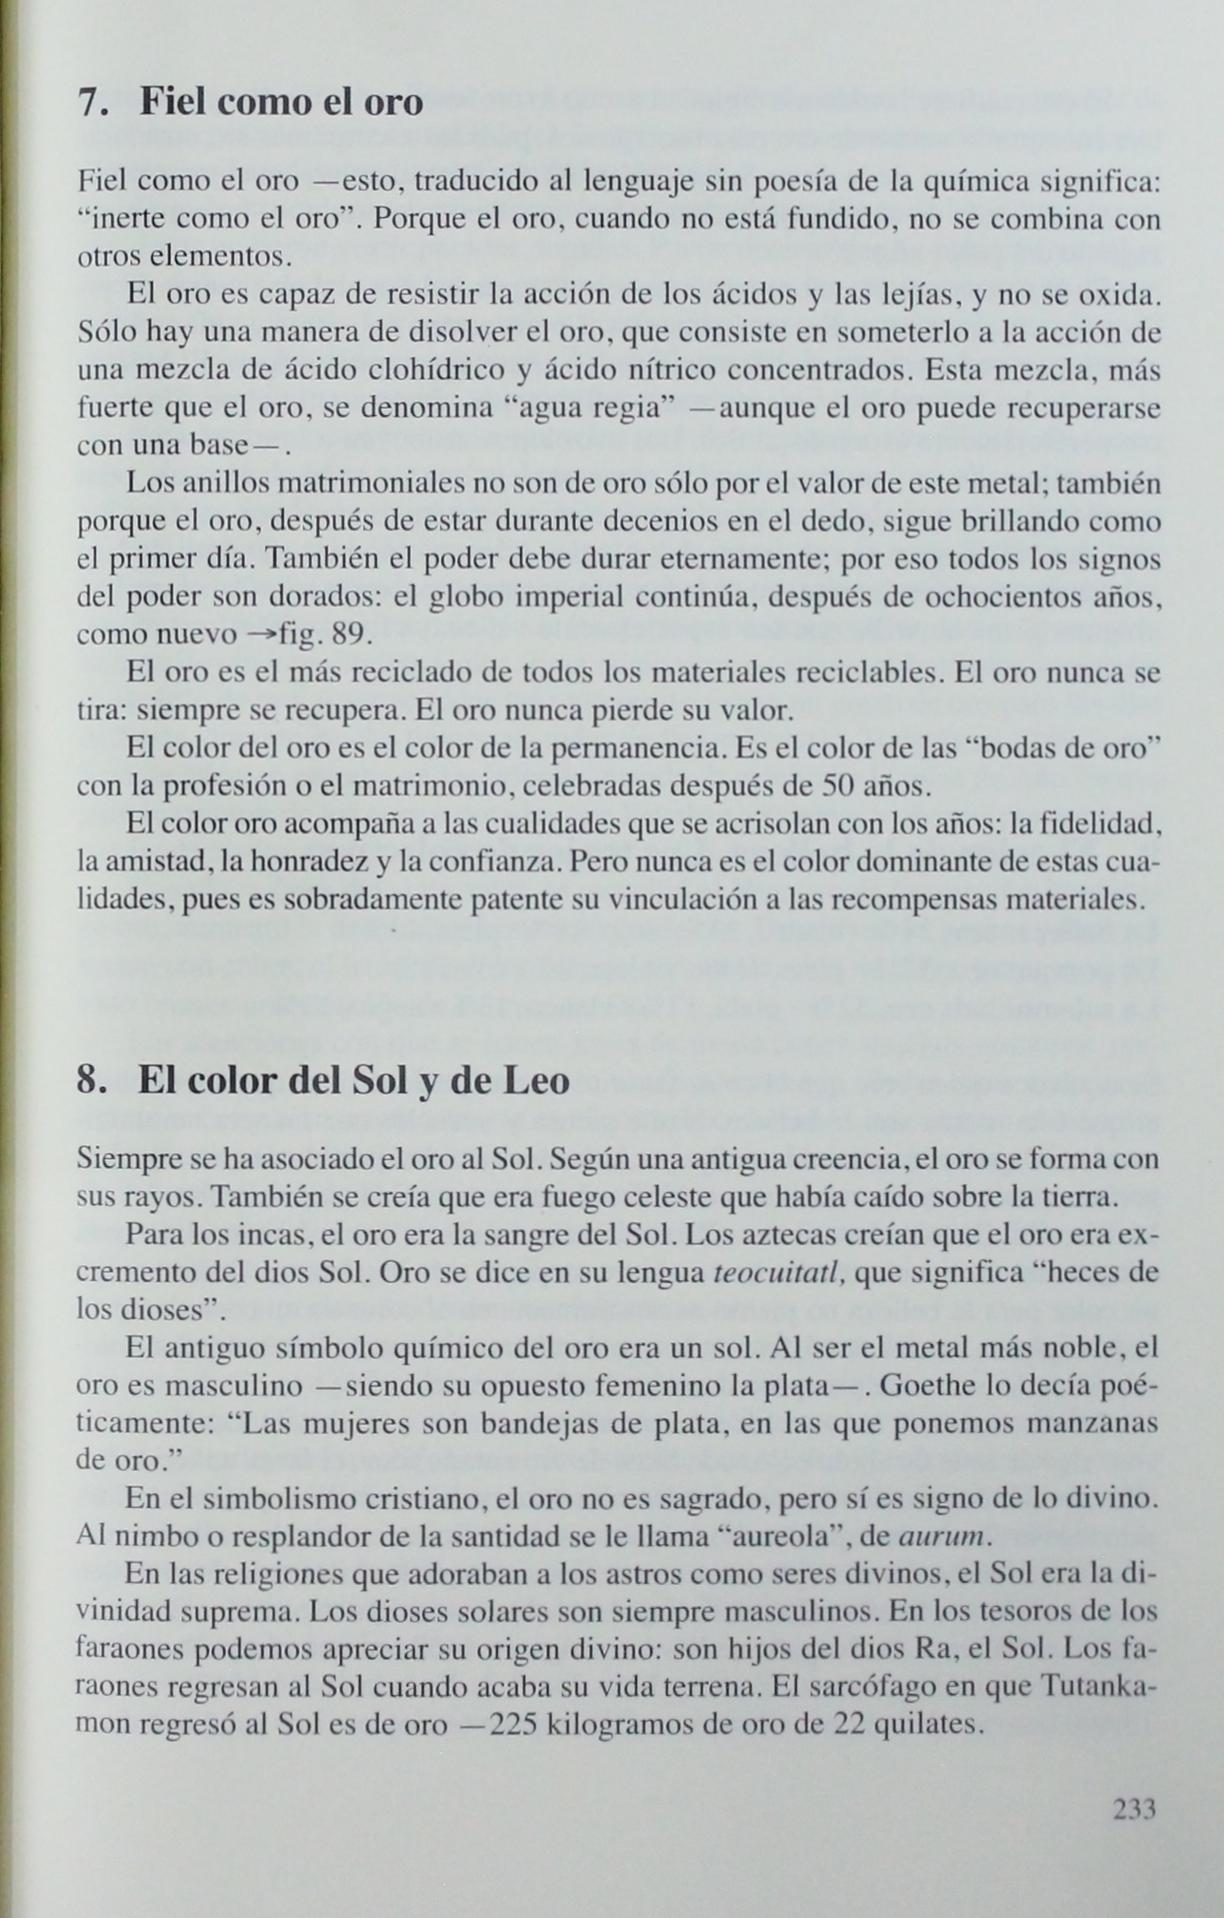 7. Fiel como el oro
Fiel como el oro —esto, traducido al lenguaje sin poesía de la química significa:
“inerte como el oro”. Porque el oro, cuando no está fundido, no se combina con
otros elementos.
El oro es capaz de resistir la acción de los ácidos y las lejías, y no se oxida.
Sólo hay una manera de disolver el oro, que consiste en someterlo a la acción de
una mezcla de ácido clohídrico y ácido nítrico concentrados. Esta mezcla, más
fuerte que el oro, se denomina “agua regia” —aunque el oro puede recuperarse
con una base—.
Los anillos matrimoniales no son de oro sólo por el valor de este metal; también
porque el oro, después de estar durante decenios en el dedo, sigue brillando como
el primer día. También el poder debe durar eternamente; por eso todos los signos
del poder son dorados: el globo imperial continúa, después de ochocientos años,
como nuevo →fig. 89.
El oro es el más reciclado de todos los materiales reciclables. El oro nunca se
tira: siempre se recupera. El oro nunca pierde su valor.
El color del oro es el color de la permanencia. Es el color de las “bodas de oro”
con la profesión o el matrimonio, celebradas después de 50 años.
El color oro acompaña a las cualidades que se acrisolan con los años: la fidelidad,
la amistad, la honradez y la confianza. Pero nunca es el color dominante de estas cua-
lidades, pues es sobradamente patente su vinculación a las recompensas materiales.
8. El color del Sol y de Leo
Siempre se ha asociado el oro al Sol. Según una antigua creencia, el oro se forma con
sus rayos. También se creía que era fuego celeste que había caído sobre la tierra.
Para los incas, el oro era la sangre del Sol. Los aztecas creían que el oro era ex-
cremento del dios Sol. Oro se dice en su lengua teocuitatl, que significa “heces de
los dioses”.
El antiguo símbolo químico del oro era un sol. Al ser el metal más noble, el
oro es masculino —siendo su opuesto femenino la plata—. Goethe lo decía poé-
ticamente: “Las mujeres son bandejas de plata, en las que ponemos manzanas
de oro.”
En el simbolismo cristiano, el oro no es sagrado, pero sí es signo de lo divino.
Al nimbo o resplandor de la santidad se le llama “aureola”, de aurum.
En las religiones que adoraban a los astros como seres divinos, el Sol era la di-
vinidad suprema. Los dioses solares son siempre masculinos. En los tesoros de los
faraones podemos apreciar su origen divino: son hijos del dios Ra, el Sol. Los fa-
raones regresan al Sol cuando acaba su vida terrena. El sarcófago en que Tutanka-
mon regresó al Sol es de oro —225 kilogramos de oro de 22 quilates.
233